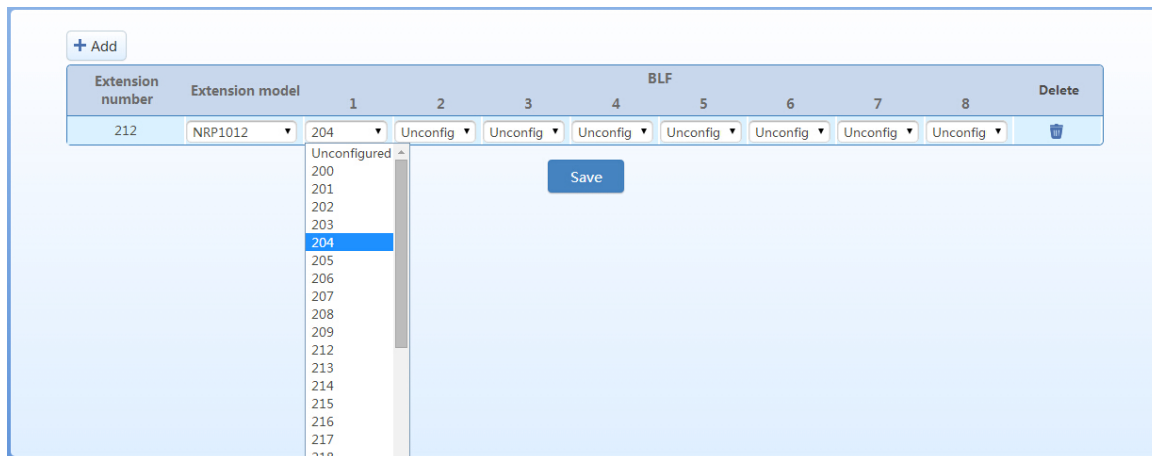 + Add
Extension number
Extension model
BLF
1 2 3 4 5 6 7 8
Delete
212 NRP1012 204 Unconfig Unconfig Unconfig Unconfig Unconfig Unconfig Unconfig
Unconfigured
200
201
202
203
204
205
206
207
208
209
212
213
214
215
216
217
218
Save